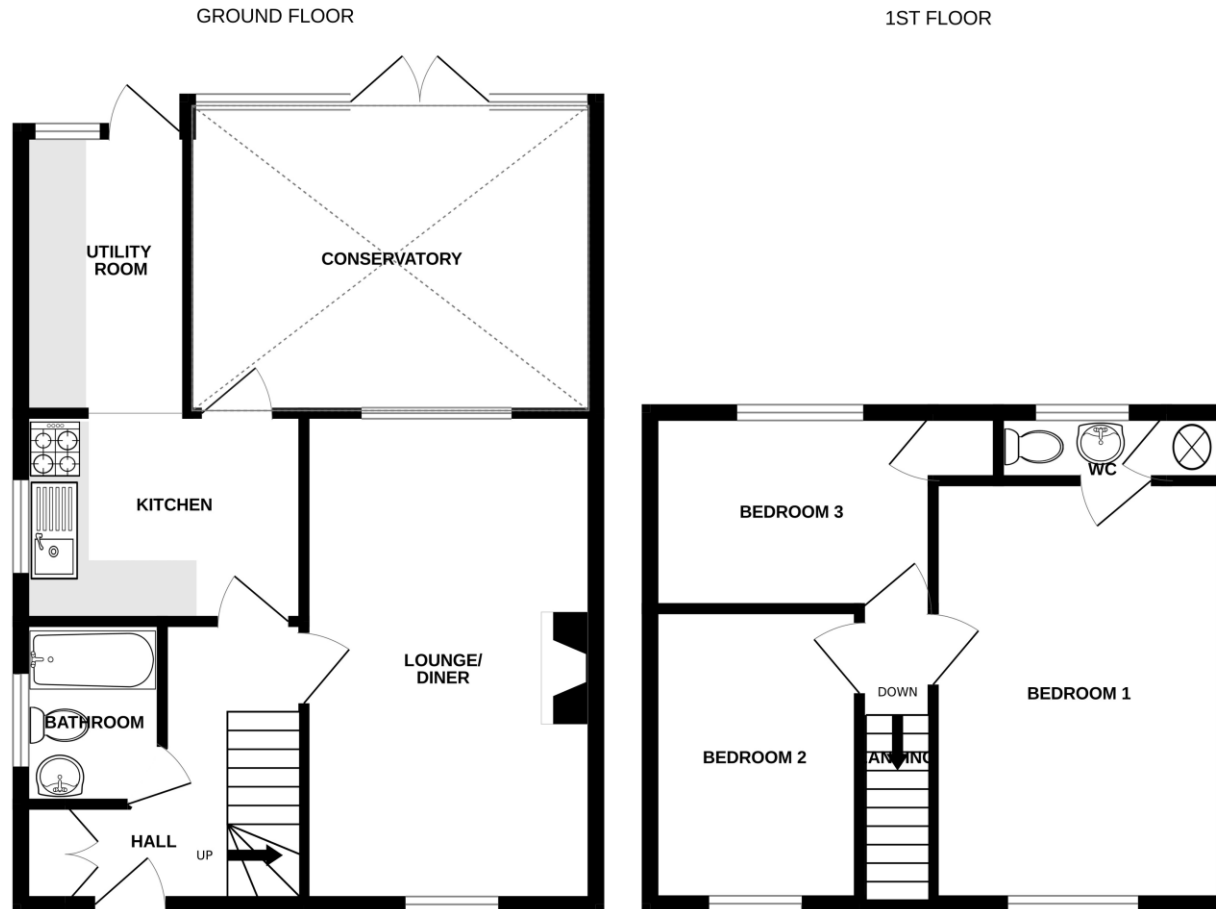 GROUND FLOOR
1ST FLOOR
UTILITY
ROOM
CONSERVATORY
KITCHEN
LOUNGE/
DINER
BATHROOM
HALL
UP
BEDROOM 3
WC
BEDROOM 1
DOWN
BEDROOM 2
LANDING